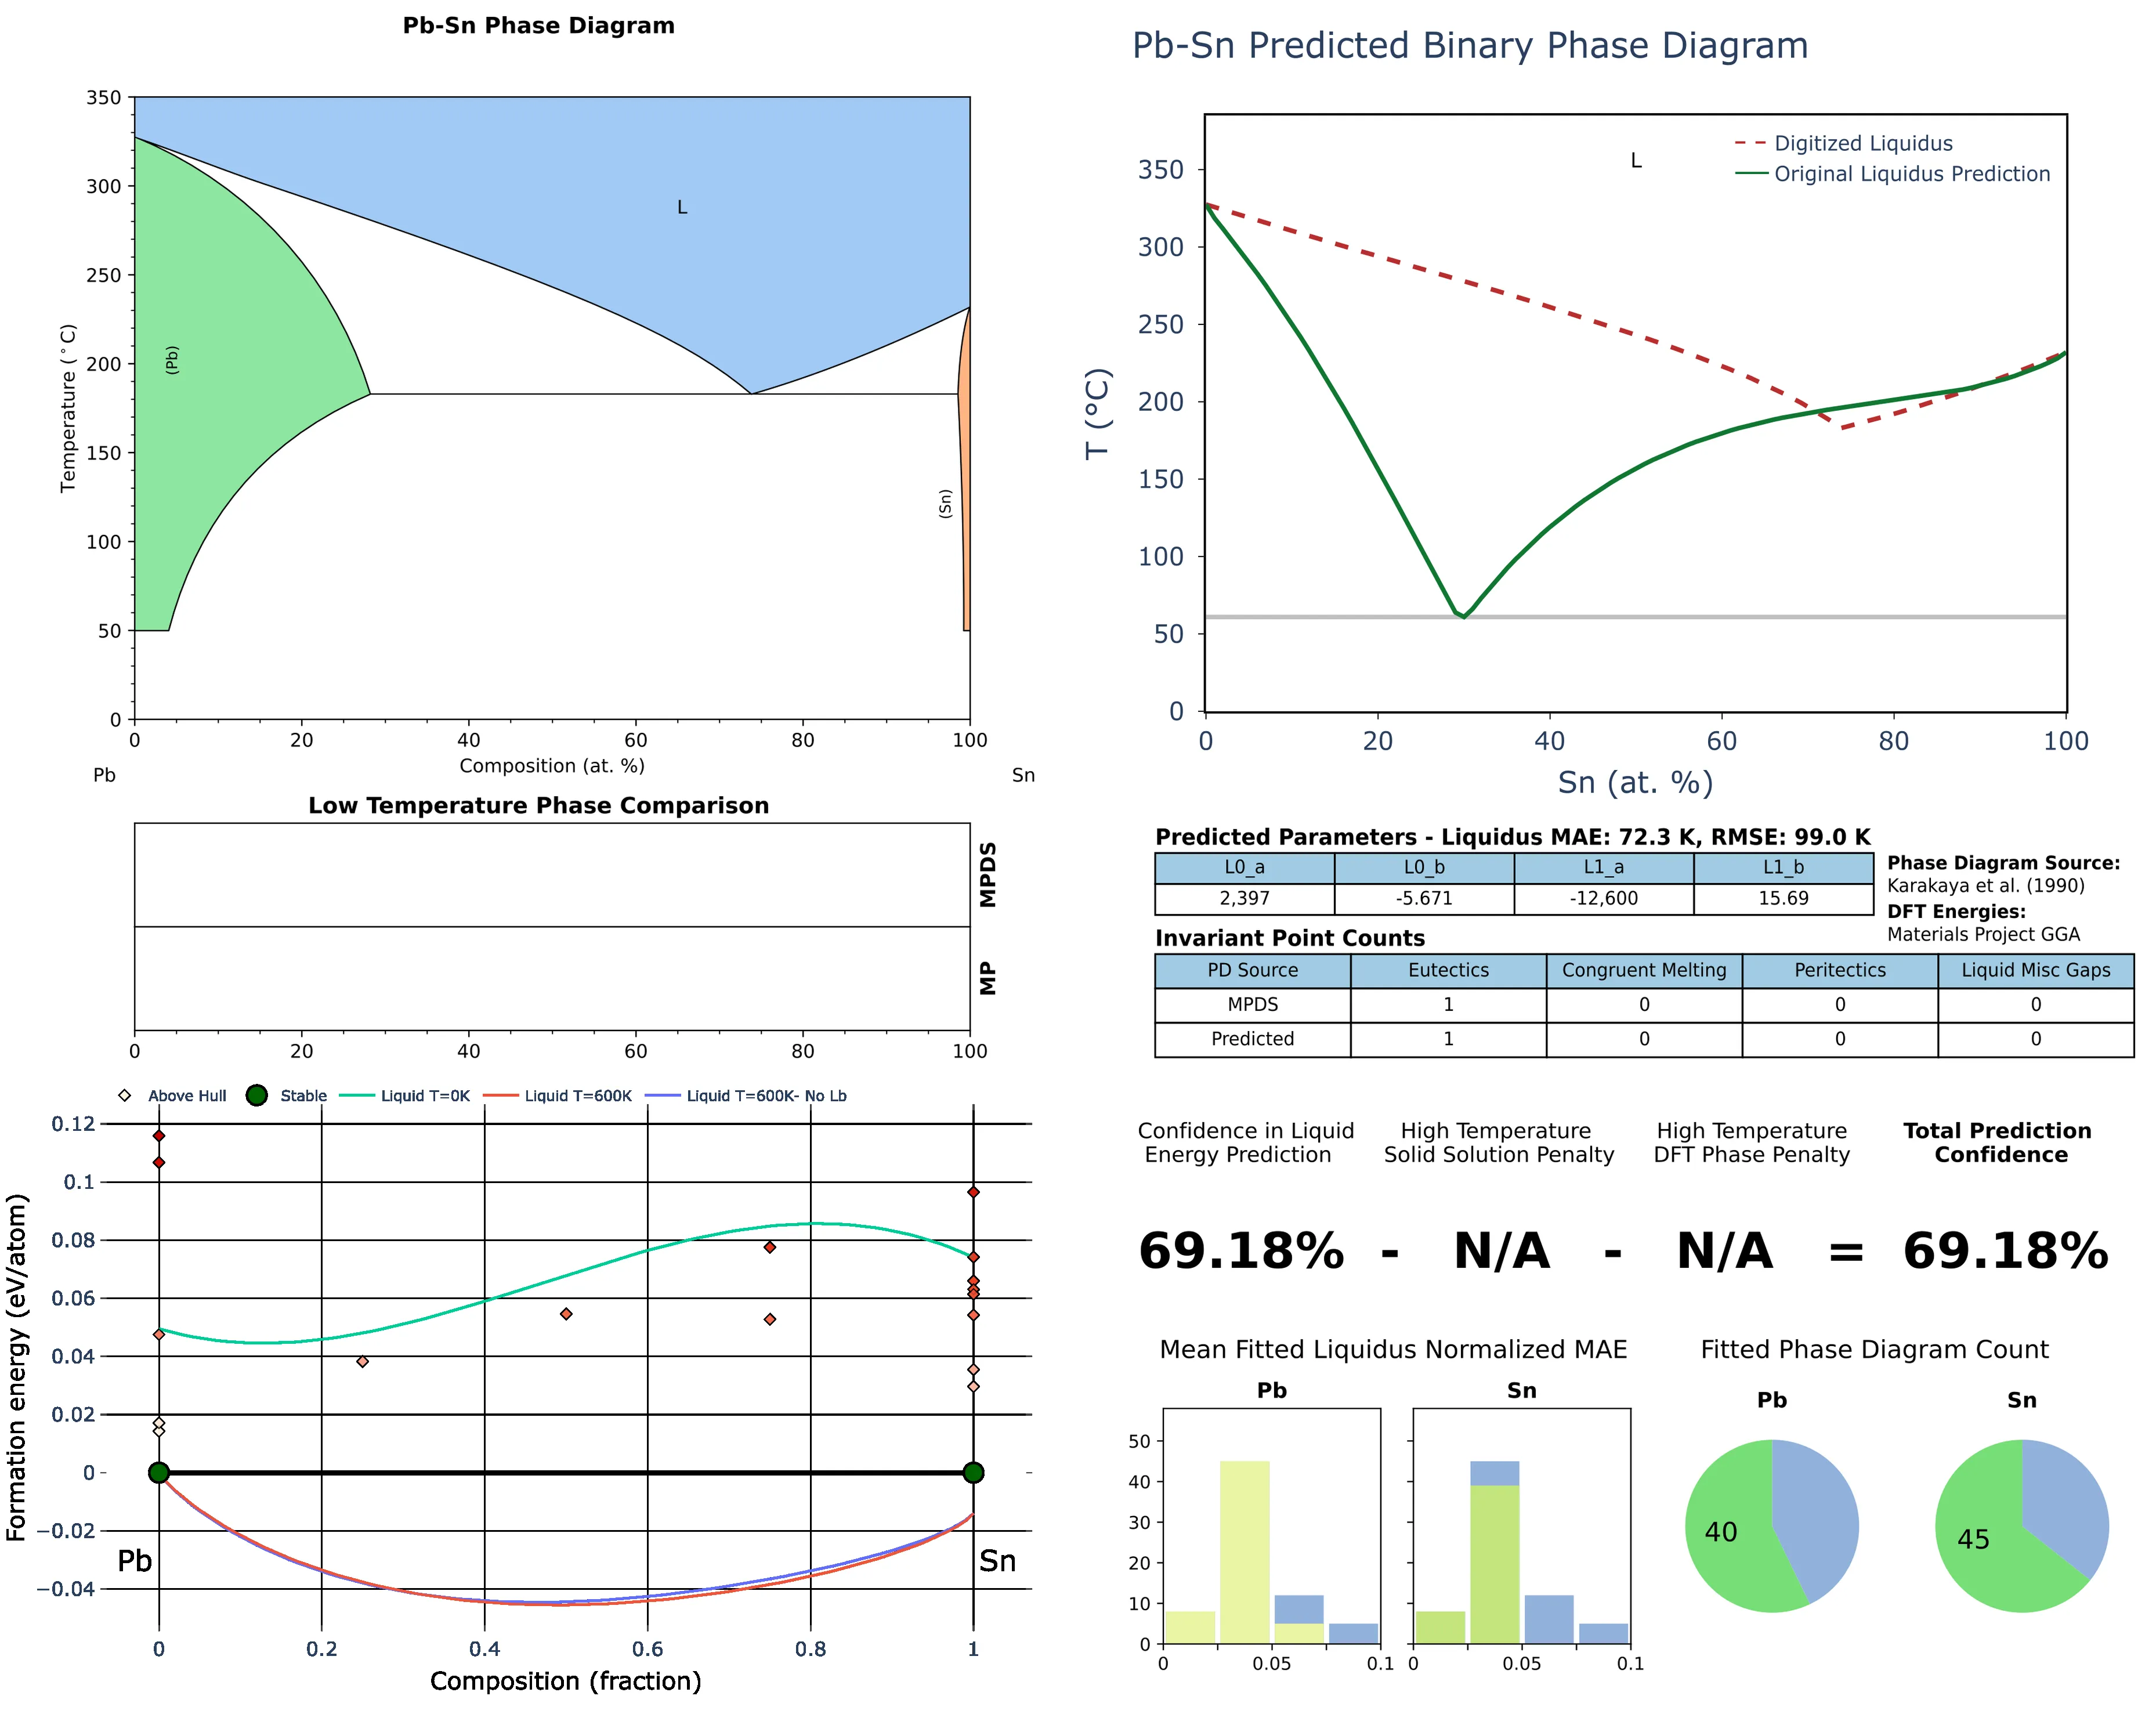 Pb-Sn Phase Diagram
350
300
250
200
150
100
50
0
Temperature (°C)
L
(Pb)
(Sn)
0 20 40 60 80 100
Composition (at. %)
Pb Sn
Low Temperature Phase Comparison
MPDS
MP
0 20 40 60 80 100
Above Hull Stable Liquid T=0K Liquid T=600K Liquid T=600K- No Lb
0.12
0.1
0.08
0.06
0.04
0.02
0
−0.02
−0.04
Formation energy (eV/atom)
Pb Sn
0 0.2 0.4 0.6 0.8 1
Composition (fraction)
Pb-Sn Predicted Binary Phase Diagram
L
Digitized Liquidus
Original Liquidus Prediction
350
300
250
200
150
100
50
0
T (°C)
0 20 40 60 80 100
Sn (at. %)
Predicted Parameters - Liquidus MAE: 72.3 K, RMSE: 99.0 K
L0_a L0_b L1_a L1_b
2,397 -5.671 -12,600 15.69
Phase Diagram Source:
Karakaya et al. (1990)
DFT Energies:
Materials Project GGA
Invariant Point Counts
PD Source Eutectics Congruent Melting Peritectics Liquid Misc Gaps
MPDS 1 0 0 0
Predicted 1 0 0 0
Confidence in Liquid
Energy Prediction
High Temperature
Solid Solution Penalty
High Temperature
DFT Phase Penalty
Total Prediction
Confidence
69.18% - N/A - N/A = 69.18%
Mean Fitted Liquidus Normalized MAE
Pb Sn
50
40
30
20
10
0
0 0.05 0.1 0 0.05 0.1
Fitted Phase Diagram Count
Pb Sn
40 45